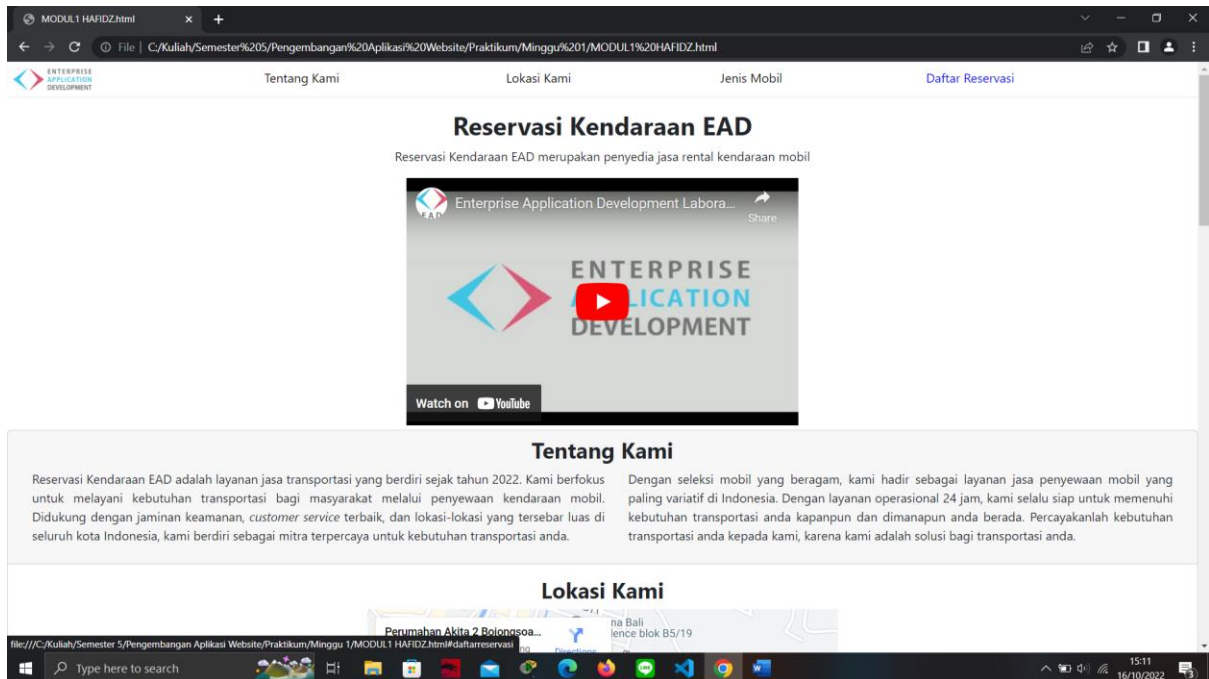 MODUL1 HAFIDZ.html
File | C:/Kuliah/Semester%205/Pengembangan%20Aplikasi%20Website/Praktikum/Minggu%201/MODUL1%20HAFIDZ.html
ENTERPRISE
APPLICATION
DEVELOPMENT
Tentang Kami Lokasi Kami Jenis Mobil Daftar Reservasi
Reservasi Kendaraan EAD
Reservasi Kendaraan EAD merupakan penyedia jasa rental kendaraan mobil
EAD
Enterprise Application Development Labora...
Share
ENTERPRISE
APPLICATION
DEVELOPMENT
Watch on YouTube
Tentang Kami
Reservasi Kendaraan EAD adalah layanan jasa transportasi yang berdiri sejak tahun 2022. Kami berfokus
untuk melayani kebutuhan transportasi bagi masyarakat melalui penyewaan kendaraan mobil.
Didukung dengan jaminan keamanan, customer service terbaik, dan lokasi-lokasi yang tersebar luas di
seluruh kota Indonesia, kami berdiri sebagai mitra terpercaya untuk kebutuhan transportasi anda.
Dengan seleksi mobil yang beragam, kami hadir sebagai layanan jasa penyewaan mobil yang
paling variatif di Indonesia. Dengan layanan operasional 24 jam, kami selalu siap untuk memenuhi
kebutuhan transportasi anda kapanpun dan dimanapun anda berada. Percayakanlah kebutuhan
transportasi anda kepada kami, karena kami adalah solusi bagi transportasi anda.
Lokasi Kami
Perumahan Akita 2 Bojongsoa...
Directions
na Bali
ence blok B5/19
file:///C:/Kuliah/Semester 5/Pengembangan Aplikasi Website/Praktikum/Minggu 1/MODUL1 HAFIDZ.html#daftarreservasi
Type here to search
15:11
16/10/2022